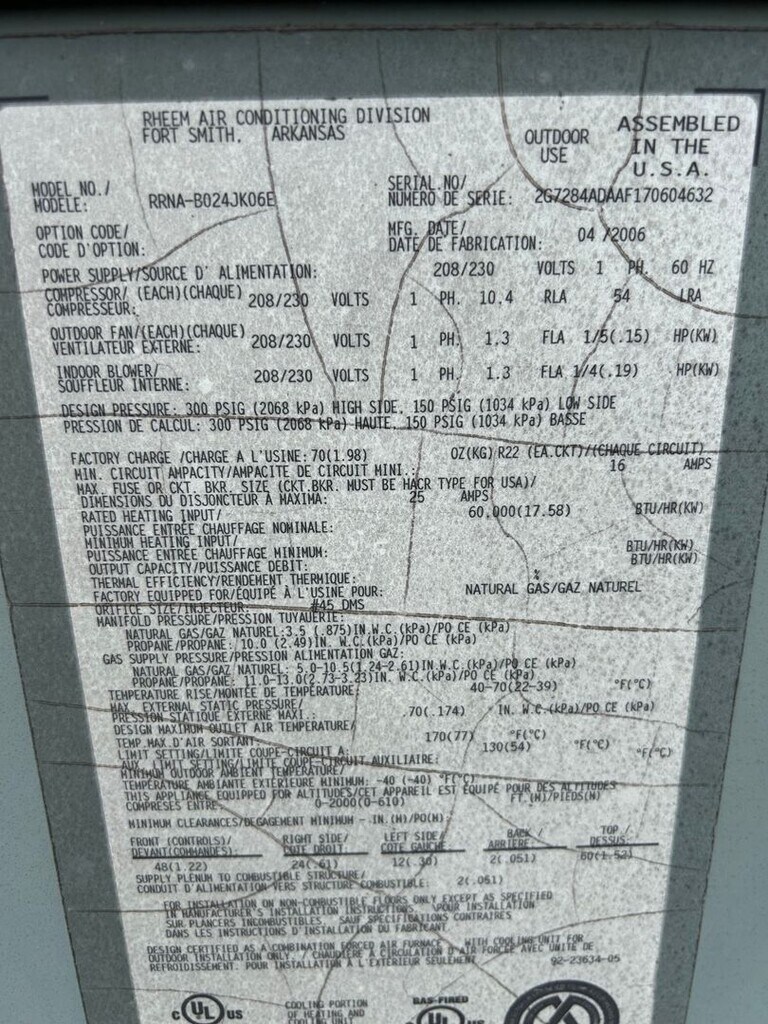 RHEEM AIR CONDITIONING DIVISION
FORT SMITH, ARKANSAS
OUTDOOR USE
ASSEMBLED IN THE U.S.A.
MODEL NO./ MODÈLE: RRNA-B024JK06E
SERIAL NO/ NUMÉRO DE SÉRIE: 2G7284ADAAF170604632
OPTION CODE/ CODE D'OPTION:
MFG. DATE/ DATE DE FABRICATION: 04 /2006
POWER SUPPLY/SOURCE D' ALIMENTATION: 208/230 VOLTS 1 PH. 60 HZ
COMPRESSOR/ (EACH)(CHAQUE) COMPRESSEUR: 208/230 VOLTS 1 PH. 10.4 RLA 54 LRA
OUTDOOR FAN/(EACH)(CHAQUE) VENTILATEUR EXTERNE: 208/230 VOLTS 1 PH. 1.3 FLA 1/5(.15) HP(KW)
INDOOR BLOWER/ SOUFFLEUR INTERNE: 208/230 VOLTS 1 PH. 1.3 FLA 1/4(.19) HP(KW)
DESIGN PRESSURE: 300 PSIG (2068 kPa) HIGH SIDE, 150 PSIG (1034 kPa) LOW SIDE
PRESSION DE CALCUL: 300 PSIG (2068 kPa) HAUTE, 150 PSIG (1034 kPa) BASSE
FACTORY CHARGE /CHARGE A L'USINE: 70(1.98) OZ(KG) R22 (EA.CKT)/(CHAQUE CIRCUIT)
MIN. CIRCUIT AMPACITY/AMPACITE DE CIRCUIT MINI.: 16 AMPS
MAX. FUSE OR CKT. BKR. SIZE (CKT.BKR. MUST BE HACR TYPE FOR USA)/
DIMENSIONS DU DISJONCTEUR À MAXIMA: 25 AMPS
RATED HEATING INPUT/ 60,000(17.58) BTU/HR(KW)
PUISSANCE ENTRÉE CHAUFFAGE NOMINALE:
MINIMUM HEATING INPUT/
PUISSANCE ENTRÉE CHAUFFAGE MINIMUM: BTU/HR(KW)
OUTPUT CAPACITY/PUISSANCE DEBIT: BTU/HR(KW)
THERMAL EFFICIENCY/RENDEMENT THERMIQUE: %
FACTORY EQUIPPED FOR/ÉQUIPÉ À L'USINE POUR: NATURAL GAS/GAZ NATUREL
ORIFICE SIZE/INJECTEUR: #45 DMS
MANIFOLD PRESSURE/PRESSION TUYAUTERIE:
NATURAL GAS/GAZ NATUREL: 3.5 (.875)IN.W.C.(kPa)/PO CE (kPa)
PROPANE/PROPANE: 10.0 (2.49)IN. W.C.(kPa)/PO CE (kPa)
GAS SUPPLY PRESSURE/PRESSION ALIMENTATION GAZ:
NATURAL GAS/GAZ NATUREL: 5.0-10.5(1.24-2.61)IN.W.C.(kPa)/PO CE (kPa)
PROPANE/PROPANE: 11.0-13.0(2.73-3.23)IN. W.C.(kPa)/PO CE (kPa)
TEMPERATURE RISE/MONTÉE DE TEMPÉRATURE: 40-70(22-39) °F(°C)
MAX. EXTERNAL STATIC PRESSURE/
PRESSION STATIQUE EXTERNE MAXI.: .70(.174) IN. W.C.(kPa)/PO CE (kPa)
DESIGN MAXIMUM OUTLET AIR TEMPERATURE/
TEMP.MAX.D'AIR SORTANT: 170(77) °F(°C)
LIMIT SETTING/LIMITE COUPE-CIRCUIT A: 130(54) °F(°C)
AUX. LIMIT SETTING/LIMITE COUPE-CIRCUIT AUXILIAIRE: °F(°C)
MINIMUM OUTDOOR AMBIENT TEMPERATURE/
TEMPÉRATURE AMBIANTE EXTERIEURE MINIMUM: -40 (-40) °F(°C)
THIS APPLIANCE EQUIPPED FOR ALTITUDES/CET APPAREIL EST EQUIPÉ POUR DES ALTITUDES
COMPRISES ENTRE: 0-2000(0-610) FT.(M)/PIEDS(M)
MINIMUM CLEARANCES/DEGAGEMENT MINIMUM - IN.(M)/PO(M):
FRONT (CONTROLS)/ DEVANT(COMMANDES): RIGHT SIDE/ COTE DROIT: LEFT SIDE/ COTE GAUCHE BACK / ARRIERE: TOP / DESSUS:
48(1.22) 24(.61) 12(.30) 2(.051) 60(1.52)
SUPPLY PLENUM TO COMBUSTIBLE STRUCTURE/
CONDUIT D'ALIMENTATION VERS STRUCTURE COMBUSTIBLE: 2(.051)
FOR INSTALLATION ON NON-COMBUSTIBLE FLOORS ONLY EXCEPT AS SPECIFIED
IN MANUFACTURER'S INSTALLATION INSTRUCTIONS. POUR INSTALLATION
SUR PLANCERS INCOMBUSTIBLES. SAUF SPECIFICATIONS CONTRAIRES
DANS LES INSTRUCTIONS D'INSTALLATION DU FABRICANT
DESIGN CERTIFIED AS A COMBINATION FORCED AIR FURNACE WITH COOLING UNIT FOR
OUTDOOR INSTALLATION ONLY. CHAUDIERE À CIRCULATION D'AIR FORCÉE AVEC UNITE DE
REFROIDISSEMENT. POUR INSTALLATION À L'EXTERIEUR SEULEMENT. 92-23634-05
c UL US
COOLING PORTION
OF HEATING AND
COOLING UNIT
GAS-FIRED
c UL US